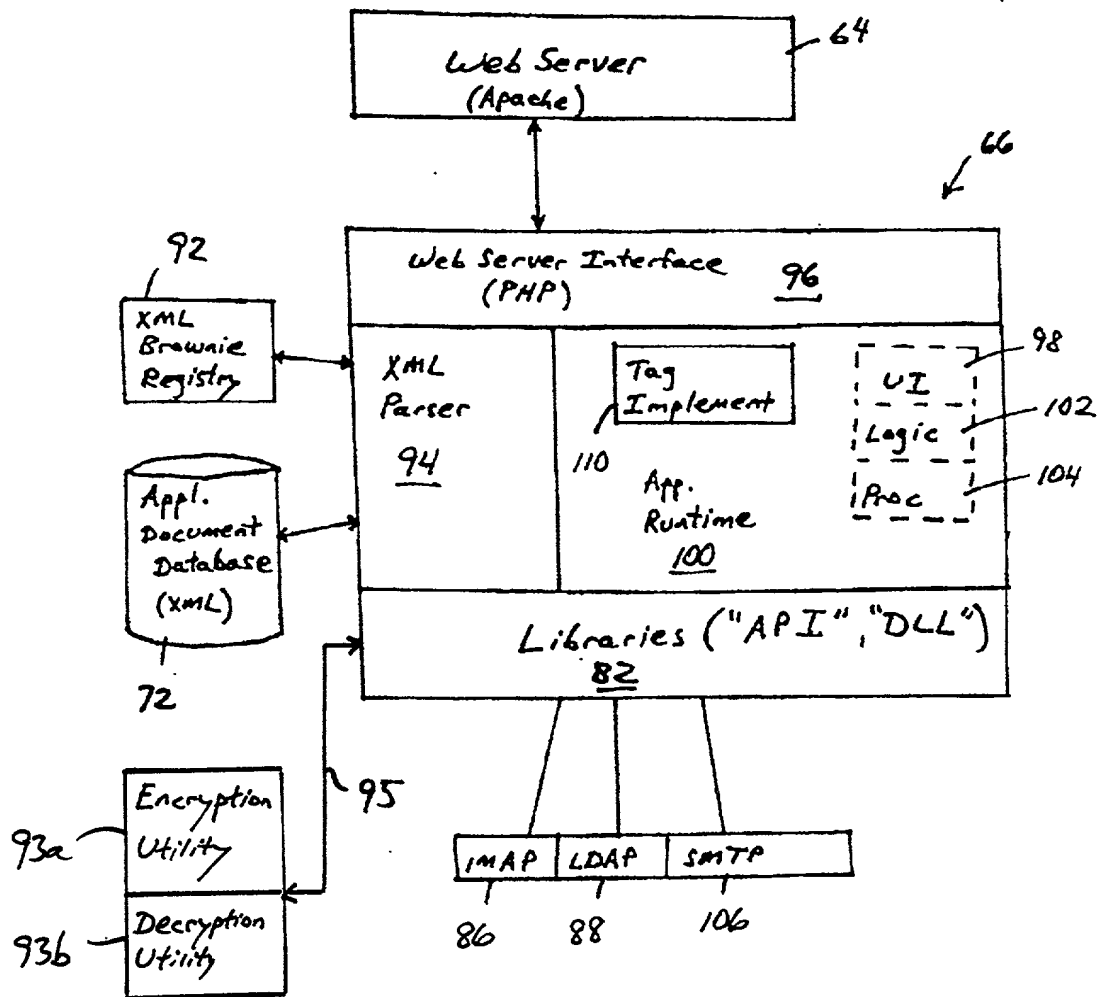 Web Server
(Apache)
64
66
Web Server Interface
(PHP)
96
92
XML
Brownie
Registry
XML
Parser
94
Tag
Implement
110
App.
Runtime
100
UI
98
Logic
102
Proc
104
Appl.
Document
Database
(XML)
72
Libraries ("API", "DLL")
82
95
Encryption
Utility
93a
Decryption
Utility
93b
IMAP
LDAP
SMTP
86
88
106